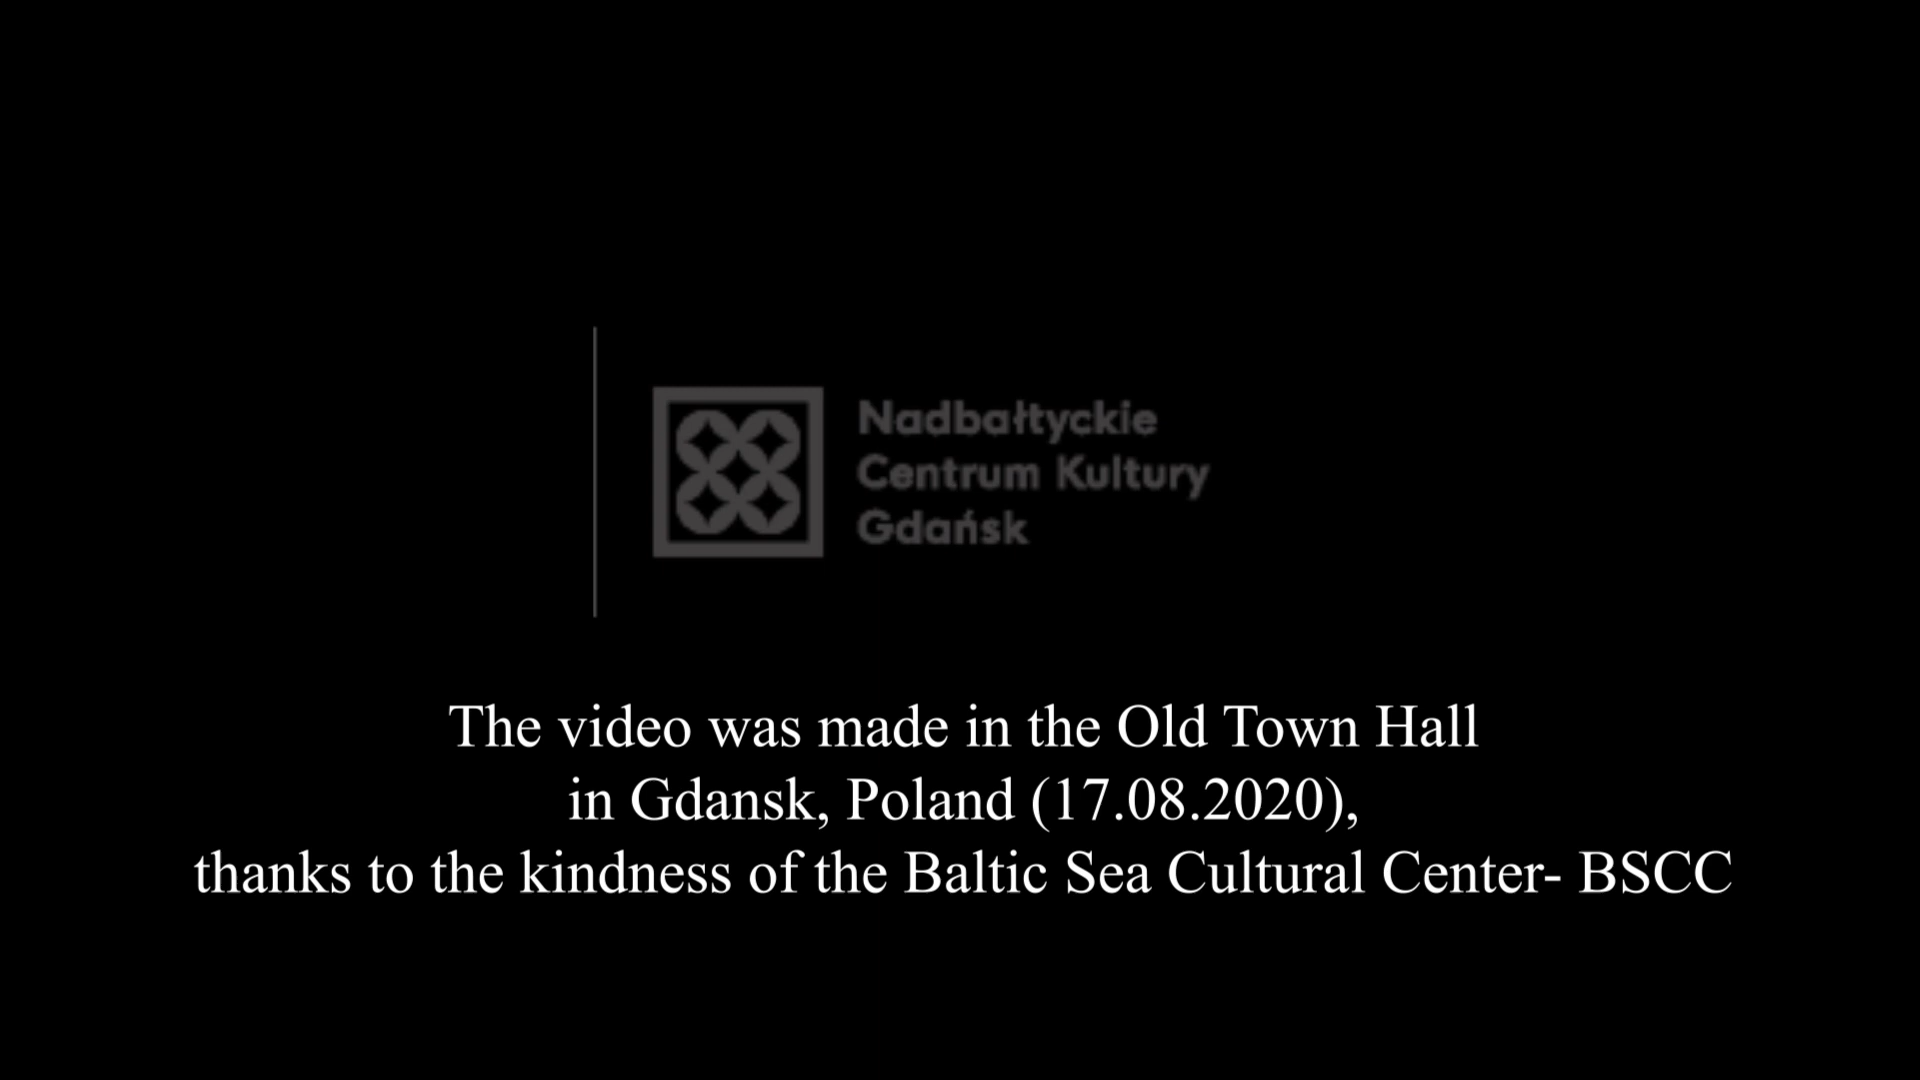 Nadbałtyckie
Centrum Kultury
Gdańsk
The video was made in the Old Town Hall
in Gdansk, Poland (17.08.2020),
thanks to the kindness of the Baltic Sea Cultural Center- BSCC